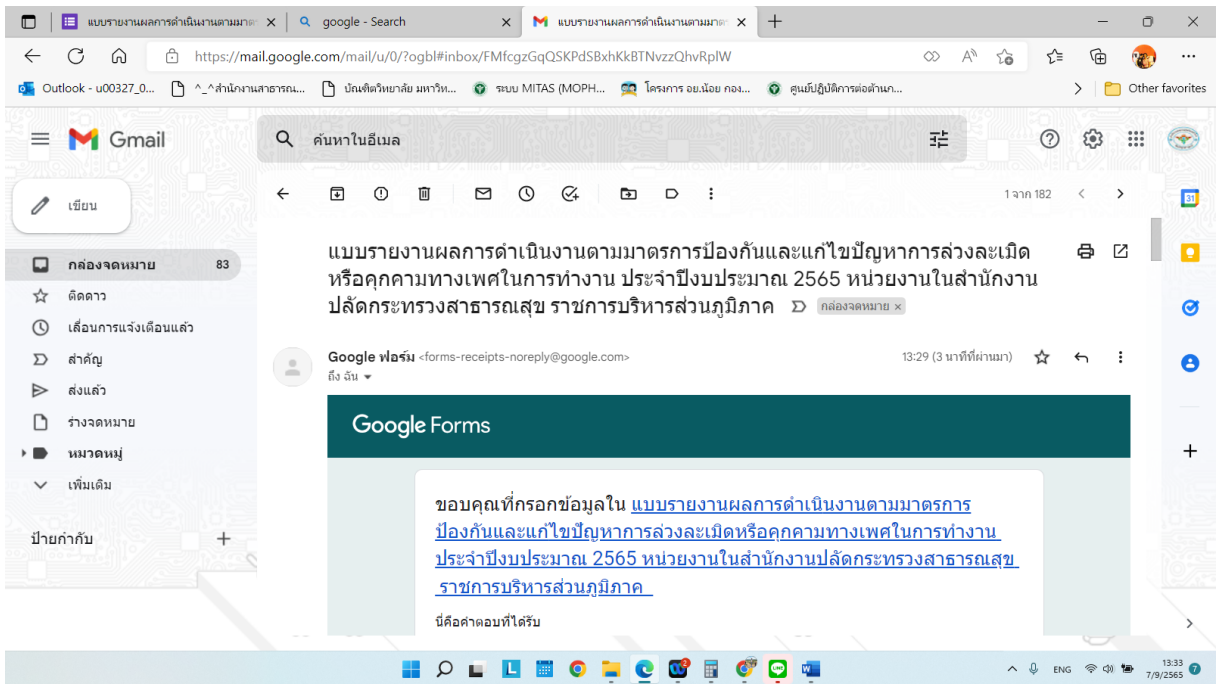 แบบรายงานผลการดำเนินงานตามมาตร
google - Search
แบบรายงานผลการดำเนินงานตามมาตร
https://mail.google.com/mail/u/0/?ogbl#inbox/FMfcgzGqQSKPdSBxhKkBTNvzzQhvRplW
Outlook - u00327_0...
^_^สำนักงานสาธารณ...
บัณฑิตวิทยาลัย มหาวิท...
ระบบ MITAS (MOPH...
โครงการ อย.น้อย กอง...
ศูนย์ปฏิบัติการต่อต้านก...
Other favorites
Gmail
ค้นหาในอีเมล
เขียน
1 จาก 182
31
กล่องจดหมาย 83
ติดดาว
เลื่อนการแจ้งเตือนแล้ว
สำคัญ
ส่งแล้ว
ร่างจดหมาย
หมวดหมู่
เพิ่มเติม
ป้ายกำกับ
แบบรายงานผลการดำเนินงานตามมาตรการป้องกันและแก้ไขปัญหาการล่วงละเมิด
หรือคุกคามทางเพศในการทำงาน ประจำปีงบประมาณ 2565 หน่วยงานในสำนักงาน
ปลัดกระทรวงสาธารณสุข ราชการบริหารส่วนภูมิภาค กล่องจดหมาย ×
Google ฟอร์ม <forms-receipts-noreply@google.com> 13:29 (3 นาทีที่ผ่านมา)
ถึง ฉัน
Google Forms
ขอบคุณที่กรอกข้อมูลใน แบบรายงานผลการดำเนินงานตามมาตรการ
ป้องกันและแก้ไขปัญหาการล่วงละเมิดหรือคุกคามทางเพศในการทำงาน
ประจำปีงบประมาณ 2565 หน่วยงานในสำนักงานปลัดกระทรวงสาธารณสุข
ราชการบริหารส่วนภูมิภาค
นี่คือคำตอบที่ได้รับ
ENG
13:33
7/9/2565
7